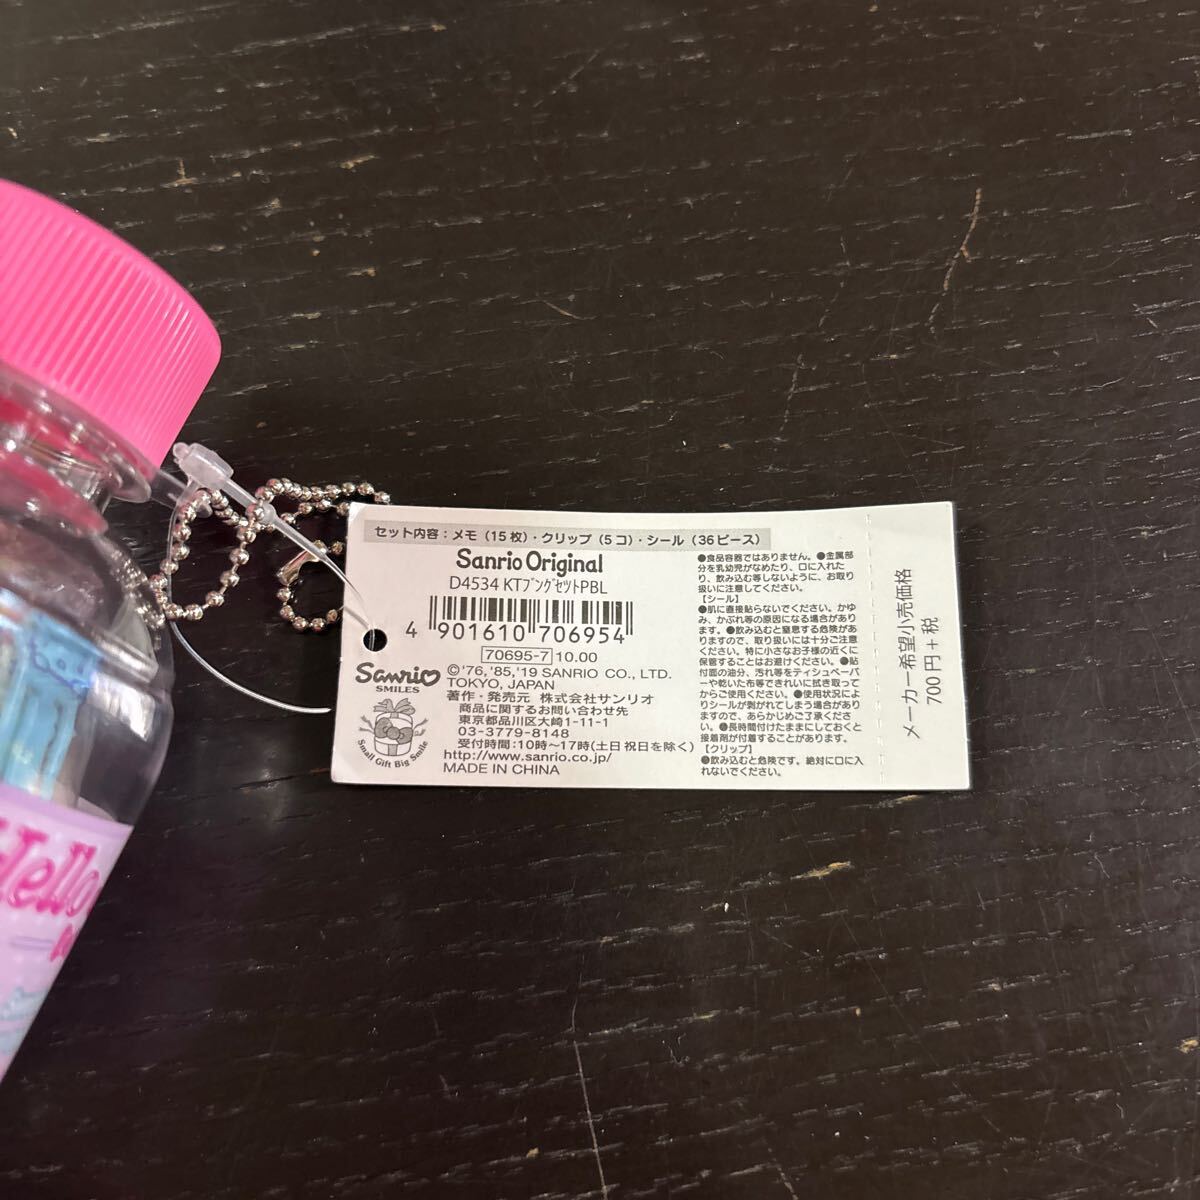 セット内容：メモ（15枚）・クリップ（5コ）・シール（36ピース）
Sanrio Original
D4534 KTブングセットPBL
4 901610 706954
70695-7 10.00
Sanrio
SMILES
Small Gift Big Smile
©'76,'85,'19 SANRIO CO., LTD.
TOKYO, JAPAN
著作・発売元 株式会社サンリオ
商品に関するお問い合わせ先
東京都品川区大崎1-11-1
03-3779-8148
受付時間：10時～17時(土日祝日を除く)
http://www.sanrio.co.jp/
MADE IN CHINA
●食品容器ではありません。●金属部
分を乳幼児がなめたり、口に入れた
り、飲み込む等しないように、お取り
扱いに注意してください。
【シール】
●肌に直接貼らないでください。かゆ
み、かぶれ等の原因になる場合があり
ます。●飲み込むと窒息する危険があ
りますので、取り扱いには十分ご注意
ください。特に小さなお子様の近くに
保管することはお避けください。●貼
付面の油分、汚れ等をティシュペーパ
ーや乾いた布等できれいに拭き取って
からご使用ください。●使用状況によ
りシールが剥がれてしまう場合があり
ますので、あらかじめご了承くださ
い。●長時間付けたままにしておくと
接着剤が付着することがあります。
【クリップ】
●飲み込むと危険です。絶対に口に入
れないでください。
メーカー希望小売価格
700円+税
Hello